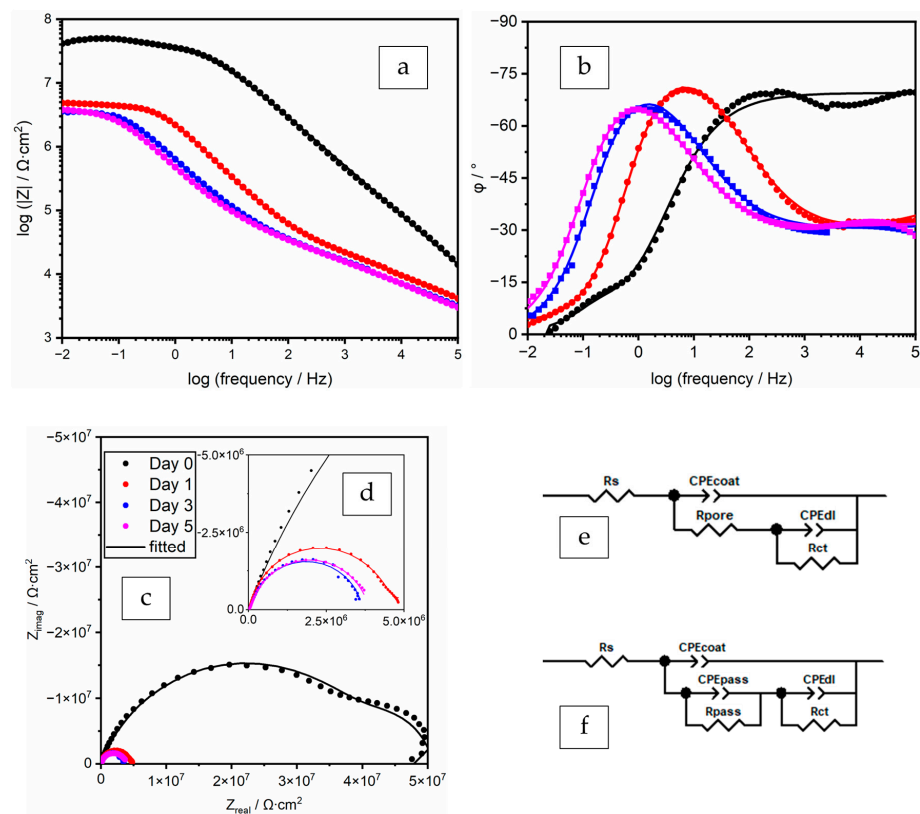 a
8
7
6
5
4
3
log (|Z| / Ω·cm²)
−2
−1
0
1
2
3
4
5
log (frequency / Hz)
b
−90
−75
−60
−45
−30
−15
0
φ / °
−2
−1
0
1
2
3
4
5
log (frequency / Hz)
−5×10⁷
−4×10⁷
−3×10⁷
−2×10⁷
−1×10⁷
0
Z_imag / Ω·cm²
Day 0
Day 1
Day 3
Day 5
fitted
c
d
−5.0×10⁶
−2.5×10⁶
0.0
0.0
2.5×10⁶
5.0×10⁶
0
1×10⁷
2×10⁷
3×10⁷
4×10⁷
5×10⁷
Z_real / Ω·cm²
Rs
CPEcoat
Rpore
CPEdl
Rct
e
Rs
CPEcoat
CPEpass
CPEdl
Rpass
Rct
f